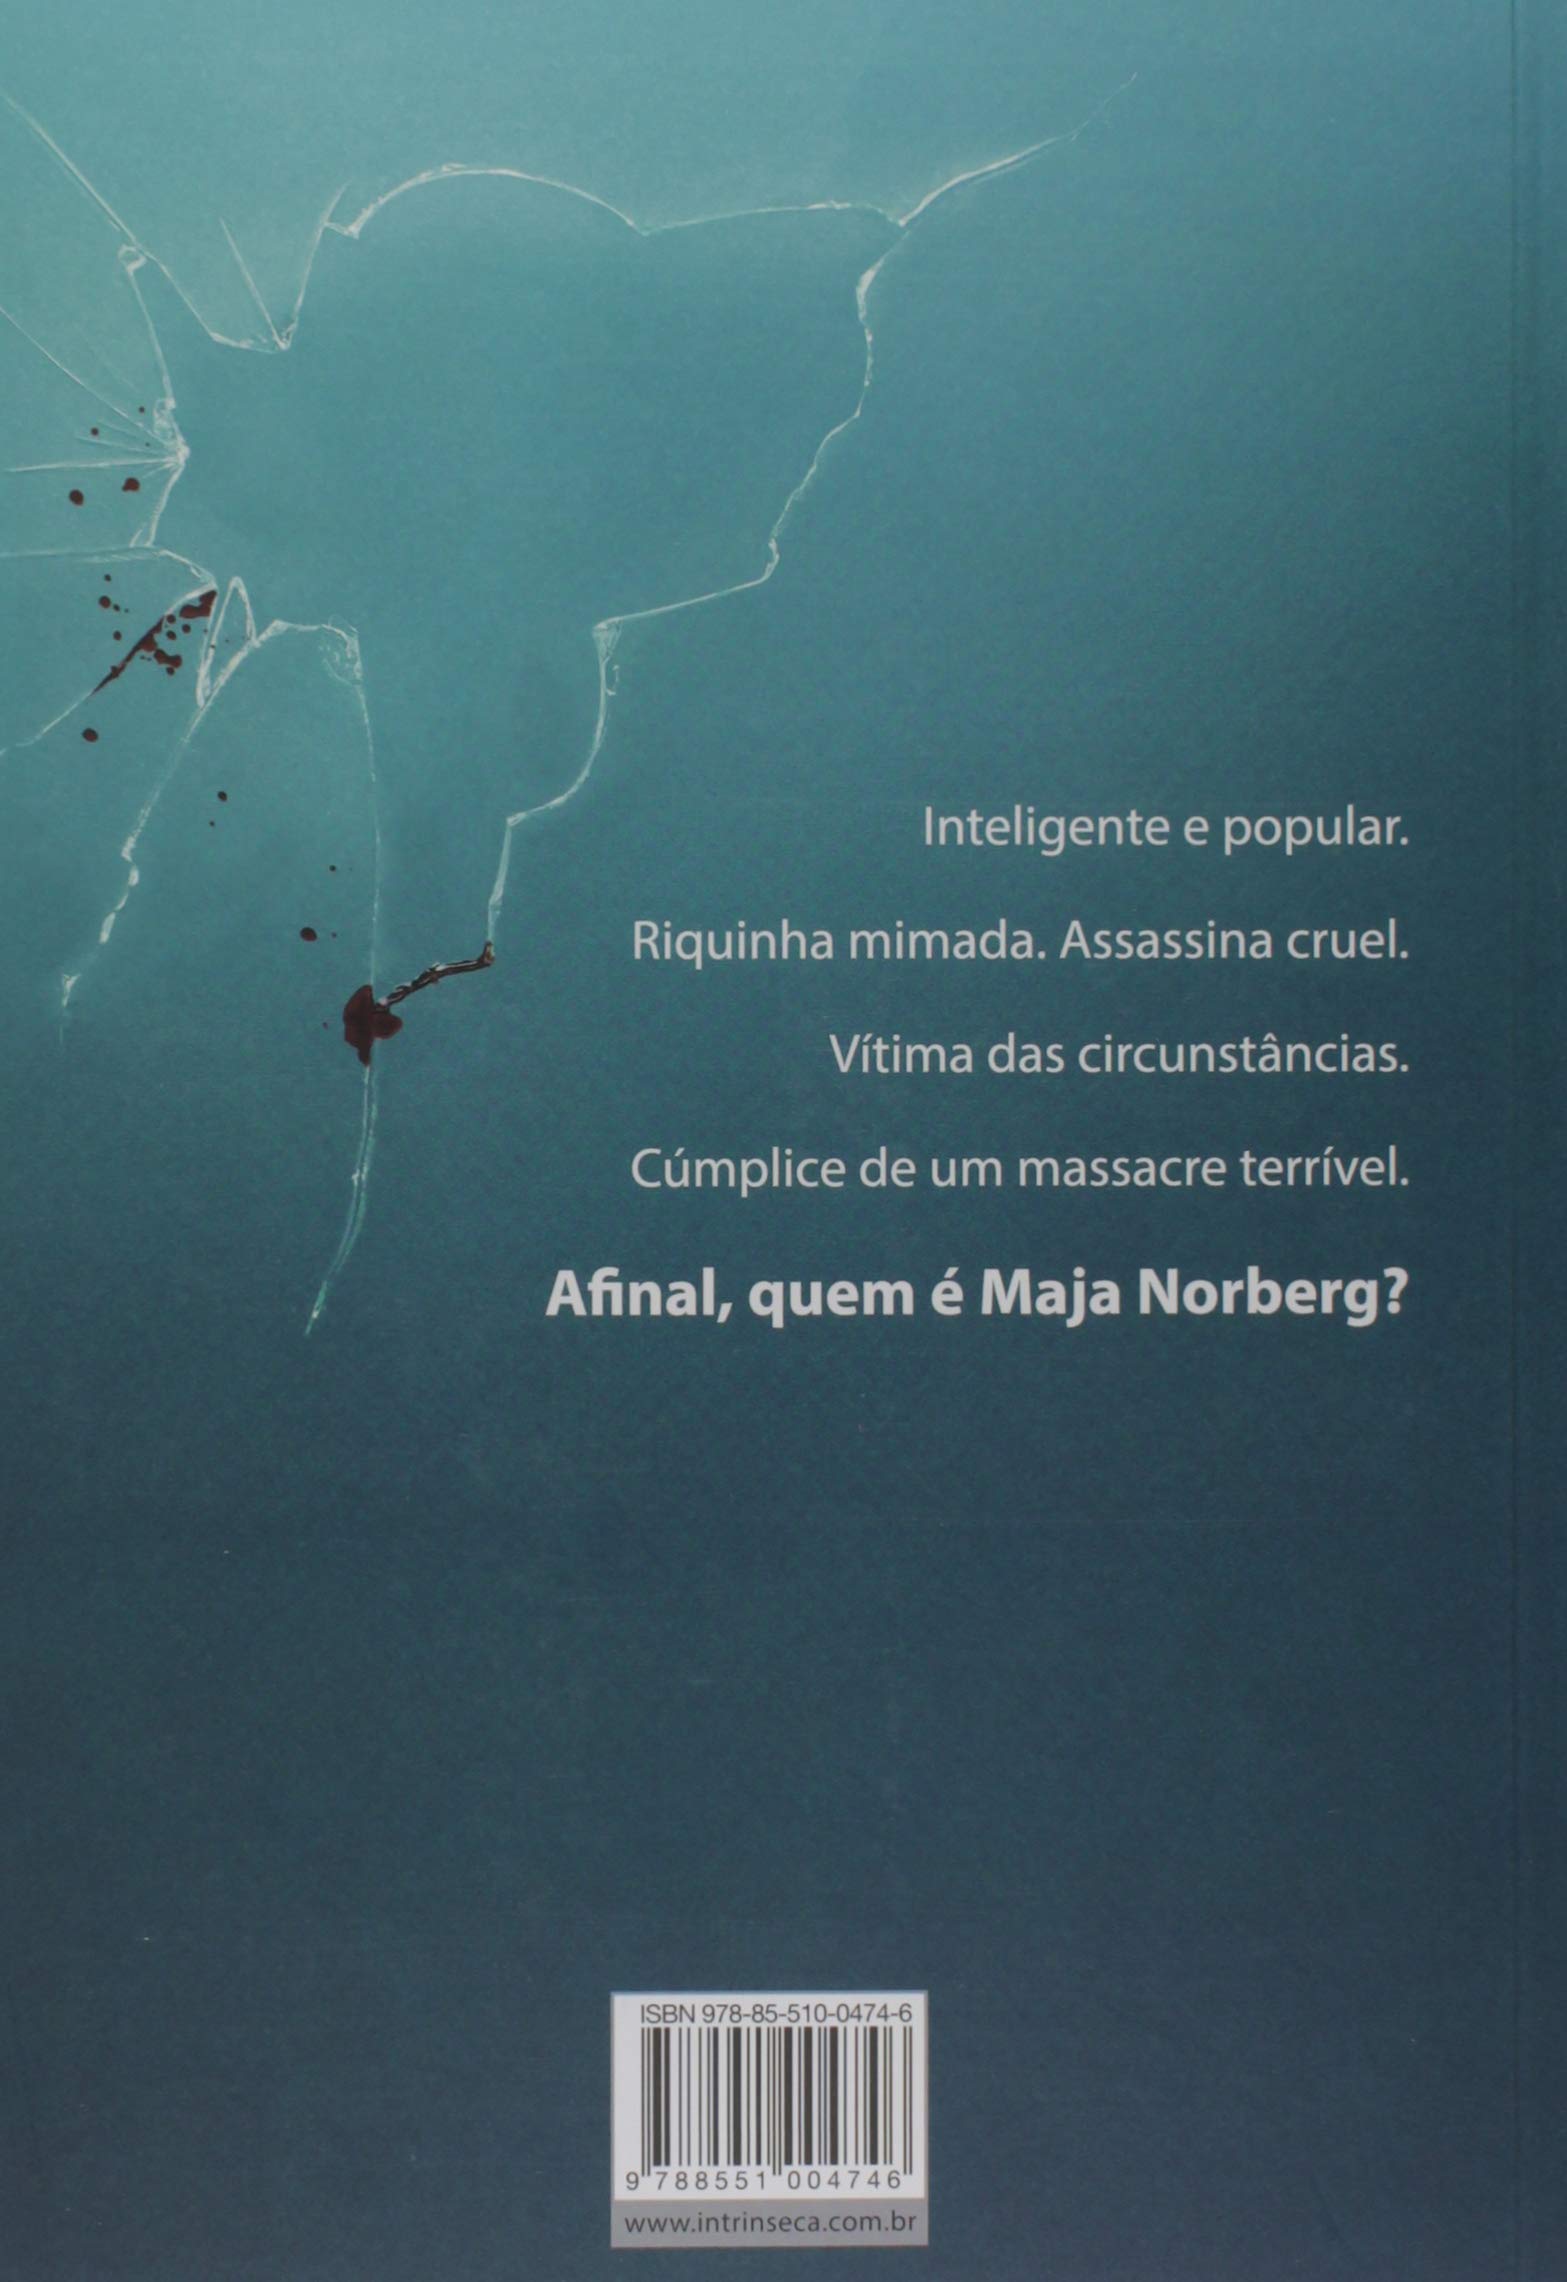 Inteligente e popular.
Riquinha mimada. Assassina cruel.
Vítima das circunstâncias.
Cúmplice de um massacre terrível.
Afinal, quem é Maja Norberg?
ISBN 978-85-510-0474-6
9 788551 004746
www.intrinseca.com.br